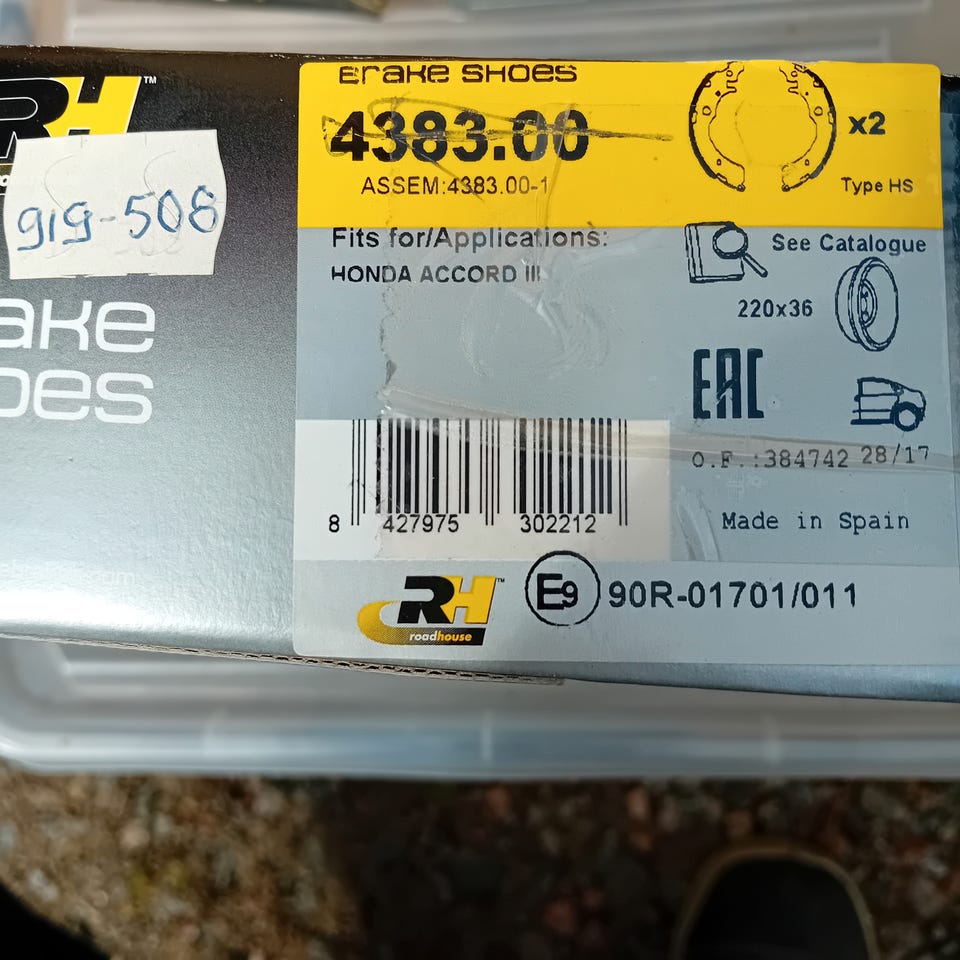 RH™
919-508
ake
oes
Brake SHOES
4383.00
x2
ASSEM:4383.00-1
Type HS
Fits for/Applications:
See Catalogue
HONDA ACCORD III
220x36
EAC
O.F.:384742 28/17
8 427975 302212
Made in Spain
RH™
roadhouse
E9 90R-01701/011